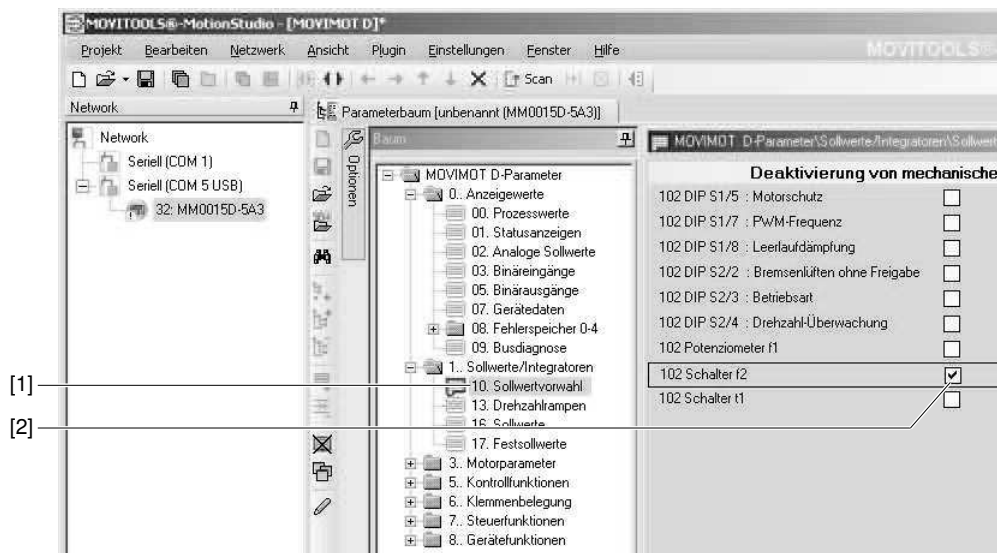 MOVITOOLS®-MotionStudio - [MOVIMOT D]*
Projekt Bearbeiten Netzwerk Ansicht Plugin Einstellungen Fenster Hilfe
MOVITOOLS®
Scan
Network
Network
Seriell (COM 1)
Seriell (COM 5 USB)
32: MM0015D-5A3
Parameterbaum [unbenannt (MM0015D-5A3)]
Optionen
Baum
MOVIMOT D-Parameter
0.. Anzeigewerte
00. Prozesswerte
01. Statusanzeigen
02. Analoge Sollwerte
03. Binäreingänge
05. Binärausgänge
07. Gerätedaten
08. Fehlerspeicher 0-4
09. Busdiagnose
1.. Sollwerte/Integratoren
10. Sollwertvorwahl
13. Drehzahlrampen
16. Sollwerte
17. Festsollwerte
3.. Motorparameter
5.. Kontrollfunktionen
6.. Klemmenbelegung
7.. Steuerfunktionen
8.. Gerätefunktionen
MOVIMOT D-Parameter\Sollwerte/Integratoren\Sollwert
Deaktivierung von mechanische
102 DIP S1/5 : Motorschutz
102 DIP S1/7 : PWM-Frequenz
102 DIP S1/8 : Leerlaufdämpfung
102 DIP S2/2 : Bremsenlüften ohne Freigabe
102 DIP S2/3 : Betriebsart
102 DIP S2/4 : Drehzahl-Überwachung
102 Potenziometer f1
102 Schalter f2
102 Schalter t1
[1]
[2]